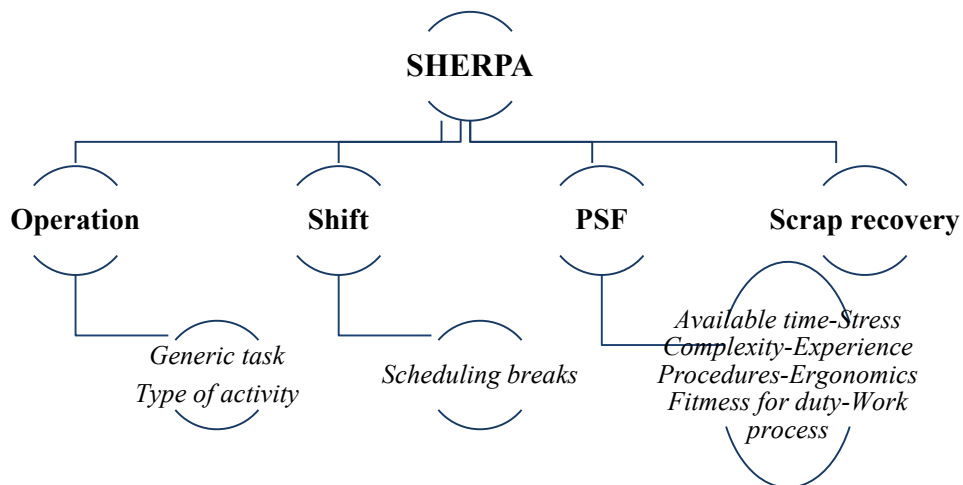 SHERPA
Operation
Shift
PSF
Scrap recovery
Generic task
Type of activity
Scheduling breaks
Available time-Stress
Complexity-Experience
Procedures-Ergonomics
Fitness for duty-Work
process